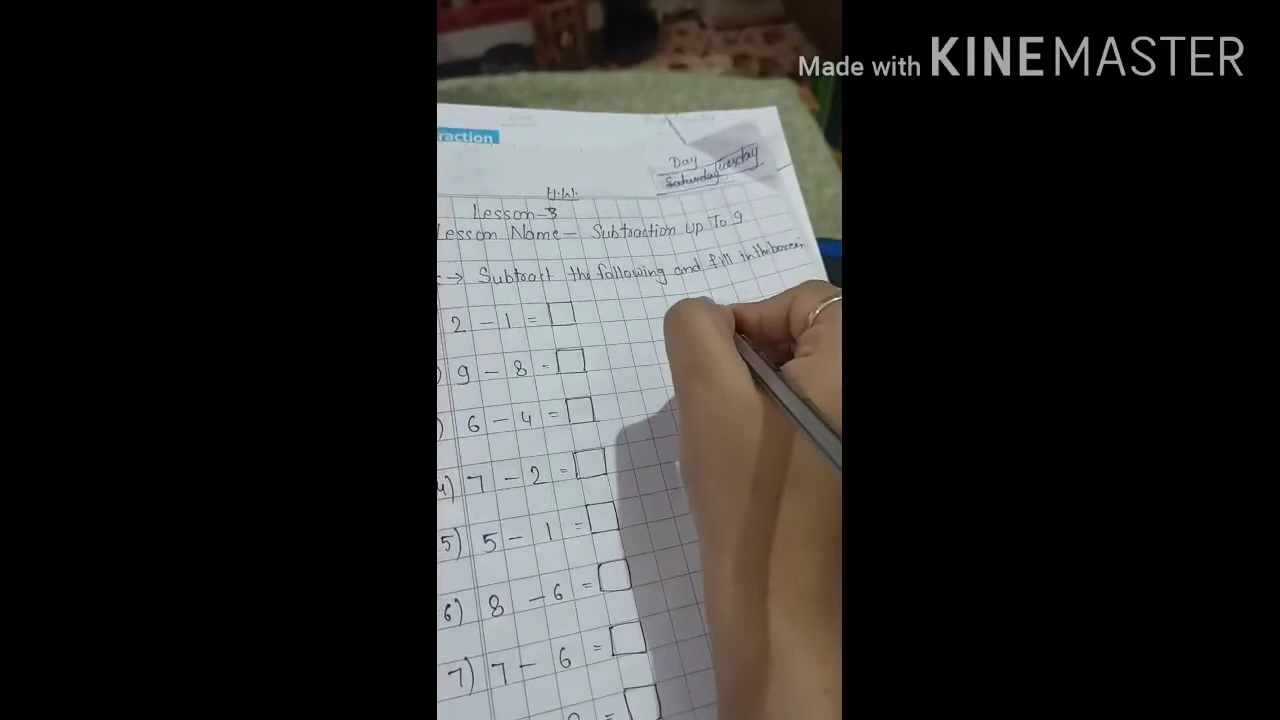 Made with KINEMASTER
raction
Day
Saturday Tuesday
H.W.
Lesson-3
Lesson Name - Subtraction up To 9
→ Subtract the following and fill in the boxes;
2 - 1 = 
) 9 - 8 =
) 6 - 4 =
4) 7 - 2 =
5) 5 - 1 =
6) 8 - 6 =
7) 7 - 6 =
=